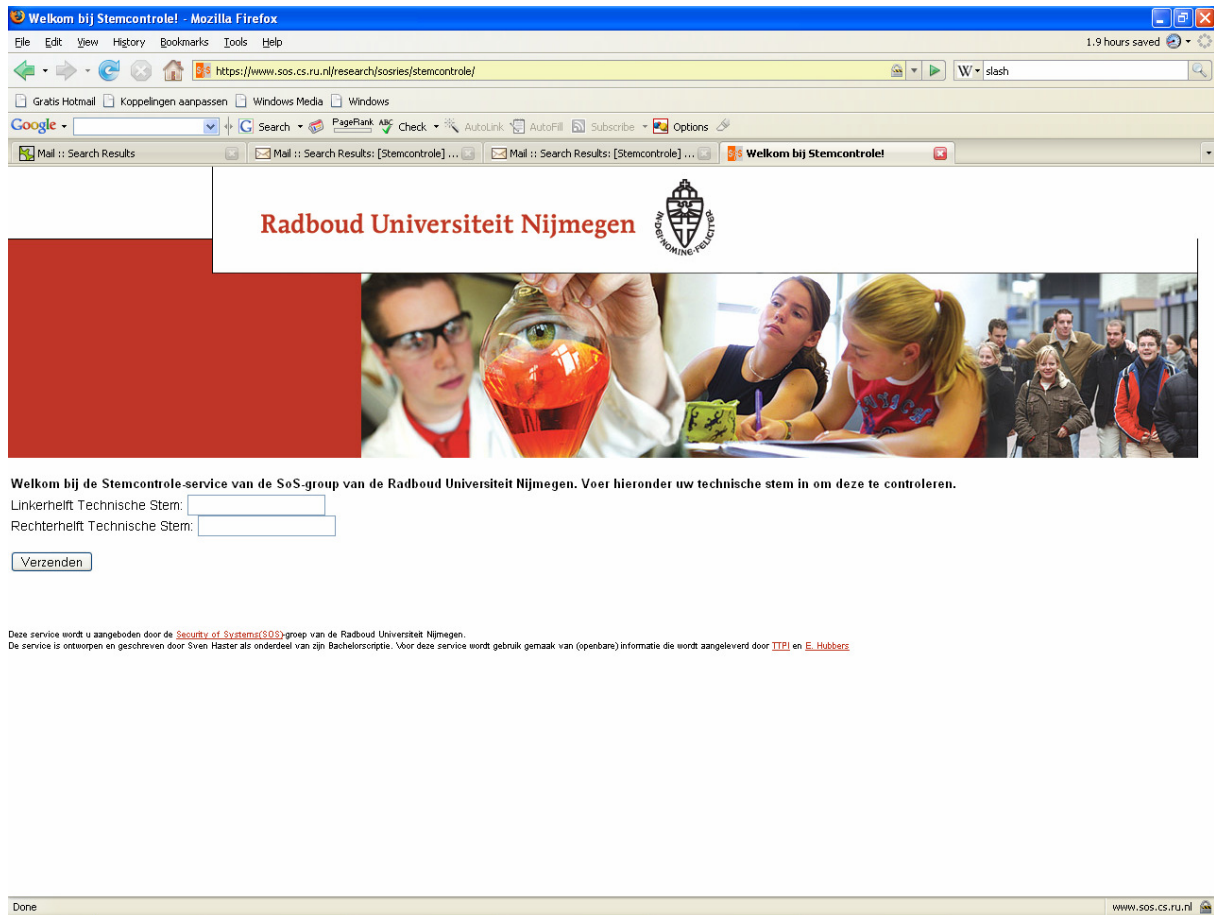 Welkom bij Stemcontrole! - Mozilla Firefox
File Edit View History Bookmarks Tools Help 1.9 hours saved
https://www.sos.cs.ru.nl/research/sosries/stemcontrole/ W slash
Gratis Hotmail Koppelingen aanpassen Windows Media Windows
Google Search PageRank ABC Check AutoLink AutoFill Subscribe Options
Mail :: Search Results Mail :: Search Results: [Stemcontrole] ... Mail :: Search Results: [Stemcontrole] ... Welkom bij Stemcontrole!
Radboud Universiteit Nijmegen
IN·DEI·NOMINE·FELICITER
Welkom bij de Stemcontrole-service van de SoS-group van de Radboud Universiteit Nijmegen. Voer hieronder uw technische stem in om deze te controleren.
Linkerhelft Technische Stem:
Rechterhelft Technische Stem:
Verzenden
Deze service wordt u aangeboden door de Security of Systems(SOS)-groep van de Radboud Universiteit Nijmegen.
De service is ontworpen en geschreven door Sven Haster als onderdeel van zijn Bachelorscriptie. Voor deze service wordt gebruik gemaak van (openbare) informatie die wordt aangeleverd door TTPI en E. Hubbers
Done www.sos.cs.ru.nl